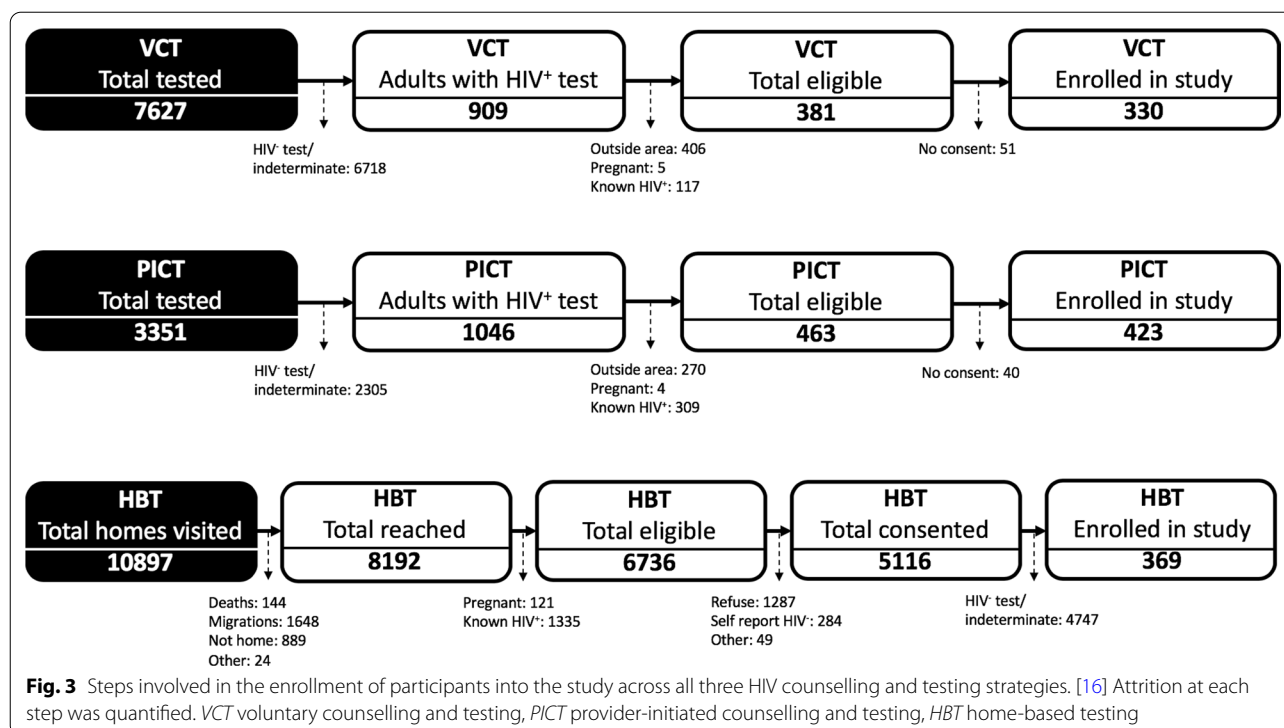 VCT
Total tested
7627
VCT
Adults with HIV⁺ test
909
VCT
Total eligible
381
VCT
Enrolled in study
330
HIV⁻ test/
indeterminate: 6718
Outside area: 406
Pregnant: 5
Known HIV⁺: 117
No consent: 51
PICT
Total tested
3351
PICT
Adults with HIV⁺ test
1046
PICT
Total eligible
463
PICT
Enrolled in study
423
HIV⁻ test/
indeterminate: 2305
Outside area: 270
Pregnant: 4
Known HIV⁺: 309
No consent: 40
HBT
Total homes visited
10897
HBT
Total reached
8192
HBT
Total eligible
6736
HBT
Total consented
5116
HBT
Enrolled in study
369
Deaths: 144
Migrations: 1648
Not home: 889
Other: 24
Pregnant: 121
Known HIV⁺: 1335
Refuse: 1287
Self report HIV⁻: 284
Other: 49
HIV⁻ test/
indeterminate: 4747
Fig. 3 Steps involved in the enrollment of participants into the study across all three HIV counselling and testing strategies. [16] Attrition at each
step was quantified. VCT voluntary counselling and testing, PICT provider-initiated counselling and testing, HBT home-based testing